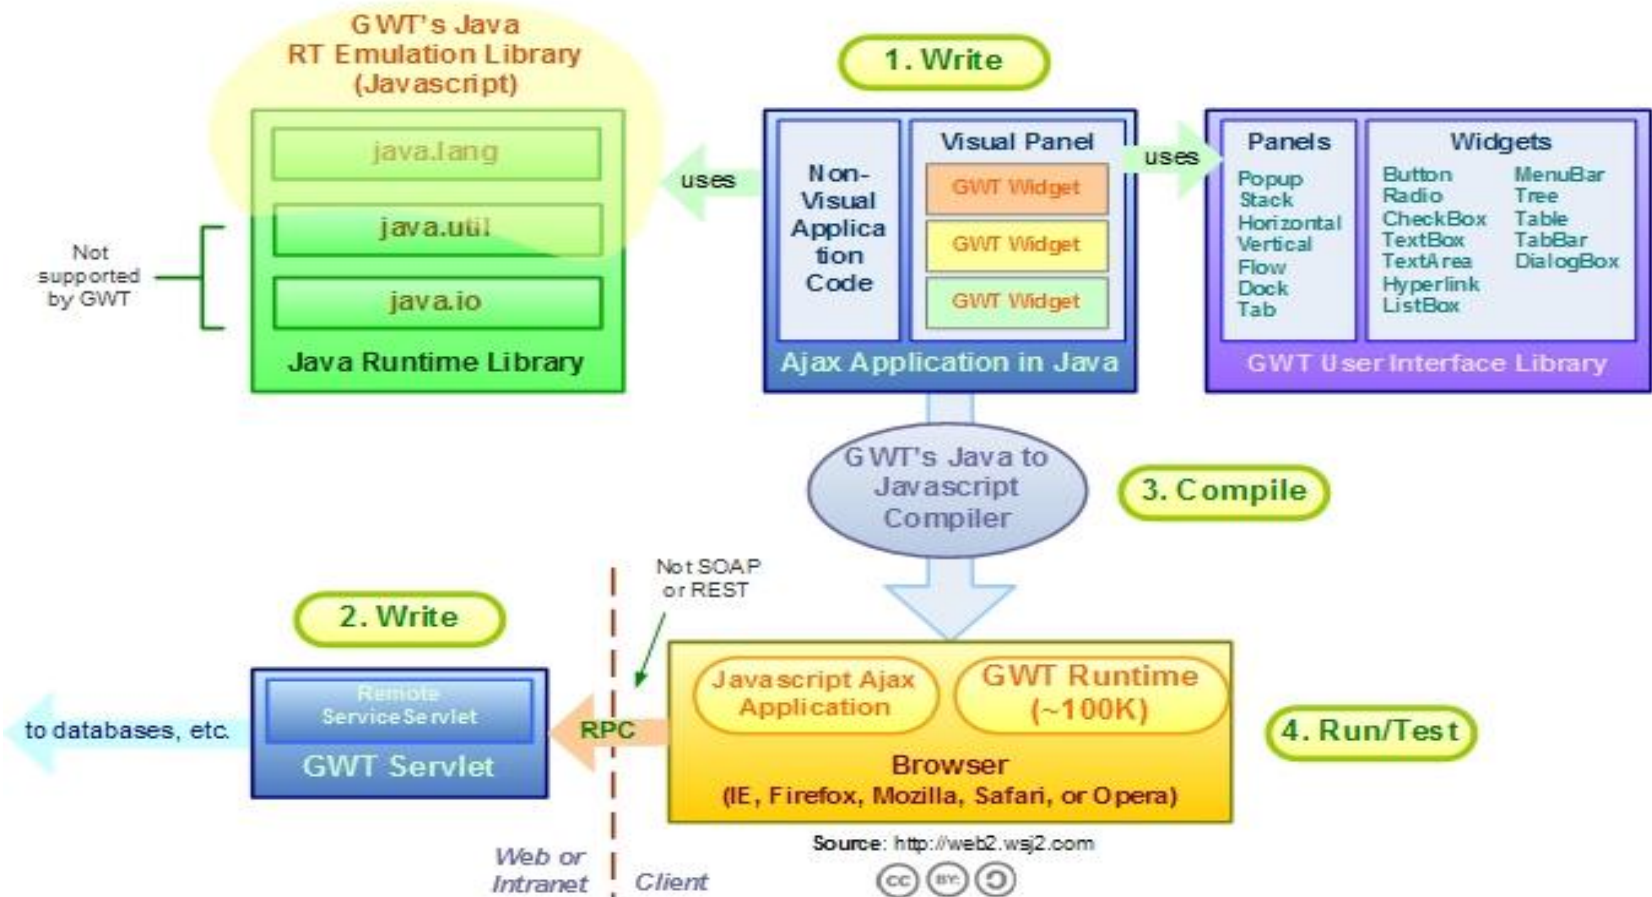 GWT's Java
RT Emulation Library
(Javascript)
java.lang
java.util
java.io
Java Runtime Library
Not
supported
by GWT
uses
1. Write
Non-
Visual
Applica
tion
Code
Visual Panel
GWT Widget
GWT Widget
GWT Widget
Ajax Application in Java
uses
Panels
Popup
Stack
Horizontal
Vertical
Flow
Dock
Tab
Widgets
Button
Radio
CheckBox
TextBox
TextArea
Hyperlink
ListBox
MenuBar
Tree
Table
TabBar
DialogBox
GWT User Interface Library
GWT's Java to
Javascript
Compiler
3. Compile
2. Write
Not SOAP
or REST
to databases, etc.
Remote
ServiceServlet
GWT Servlet
RPC
Javascript Ajax
Application
GWT Runtime
(~100K)
Browser
(IE, Firefox, Mozilla, Safari, or Opera)
4. Run/Test
Web or
Intranet
Client
Source: http://web2.wsj2.com
CC BY: